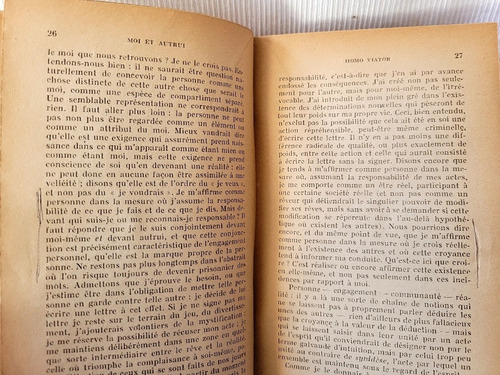 26
MOI ET AUTRUI
le moi que nous retrouvons ? Je ne le crois pas. En-
tendons-nous bien : il ne saurait être question na-
turellement de concevoir la personne comme une
chose distincte de cette autre chose que serait le
moi, comme une espèce de compartiment séparé.
Une semblable représentation ne correspondrait à
rien. Il faut aller plus loin : la personne ne peut
pas non plus être regardée comme un élément ou
comme un attribut du moi. Mieux vaudrait dire
qu'elle est une exigence qui assurément prend nais-
sance dans ce qui m'apparaît comme étant mien ou
comme étant moi, mais cette exigence ne prend
conscience de soi qu'en devenant une réalité : elle
ne peut donc en aucune façon être assimilée à une
velléité ; disons qu'elle est de l'ordre du « je veux »,
et non pas du « je voudrais ». Je m'affirme comme
personne dans la mesure où j'assume la responsa-
bilité de ce que je fais et de ce que je dis. Mais de-
vant qui suis-je ou me reconnais-je responsable ? Il
faut répondre que je le suis conjointement devant
moi-même et devant autrui, et que cette conjonc-
tion est précisément caractéristique de l'engagement
personnel, qu'elle est la marque propre de la per-
sonne. Ne restons pas plus longtemps dans l'abstrait
où l'on risque toujours de devenir prisonnier des
mots. Admettons que j'éprouve le besoin, ou que
j'estime être dans l'obligation de mettre telle per-
sonne en garde contre telle autre : je décide de lui
écrire une lettre à cet effet. Si je ne signe pas ma
lettre je reste sur le terrain du jeu, du divertisse-
ment, j'ajouterais volontiers de la mystification ;
je me réserve la possibilité de récuser mon acte ; je
me maintiens délibérément dans une zone en quel-
que sorte intermédiaire entre le rêve et la réalité,
où triomphe la complaisance à soi-même,
de ceux qui se sont faits de nos jours
27
HOMO VIATOR
responsabilité, c'est-à-dire que j'en ai par avance
endossé les conséquences. J'ai créé non pas seule-
ment pour l'autre, mais pour moi-même, de l'irré-
vocable. J'ai introduit de mon plein gré dans l'exis-
tence des déterminations nouvelles qui pèseront de
tout leur poids sur ma propre vie. Ceci, bien entendu,
n'exclut pas la possibilité que cela ait été en soi une
action répréhensible, peut-être même criminelle,
d'écrire cette lettre. Il n'y en a pas moins une dif-
férence radicale de qualité, ou plus exactement de
poids, entre cette action et celle qui aurait consisté
à écrire la lettre sans la signer. Disons encore que
je tends à m'affirmer comme personne dans la me-
sure où, assumant la responsabilité de mes actes,
je me comporte comme un être réel, participant à
une certaine société réelle (et non pas comme un
rêveur qui détiendrait le singulier pouvoir de modi-
fier ses rêves, mais sans avoir à se demander si cette
modification se répercute dans l'au-delà hypothé-
tique où existent les autres). Nous pourrions dire
encore, et du même point de vue, que je m'affirme
comme personne dans la mesure où je crois réelle-
ment à l'existence des autres et où cette croyance
tend à informer ma conduite. Qu'est-ce ici que croi-
re ? C'est réaliser ou encore affirmer cette existence
en elle-même, et non pas seulement dans ces inci-
dences par rapport à moi.
Personne — engagement — communauté — réa-
lité : il y a là une sorte de chaîne de notions qui
ne se laissent pas à proprement parler déduire les
unes des autres — rien d'ailleurs de plus fallacieux
que la croyance à la valeur de la déduction — mais
qui se laissent saisir dans leur unité par un acte
de l'esprit qu'il conviendrait de désigner non par le
terme galvaudé d'intuition, mais par celui trop peu
usité au contraire de synidèse, l'acte par lequel un
Comme je le donnais à